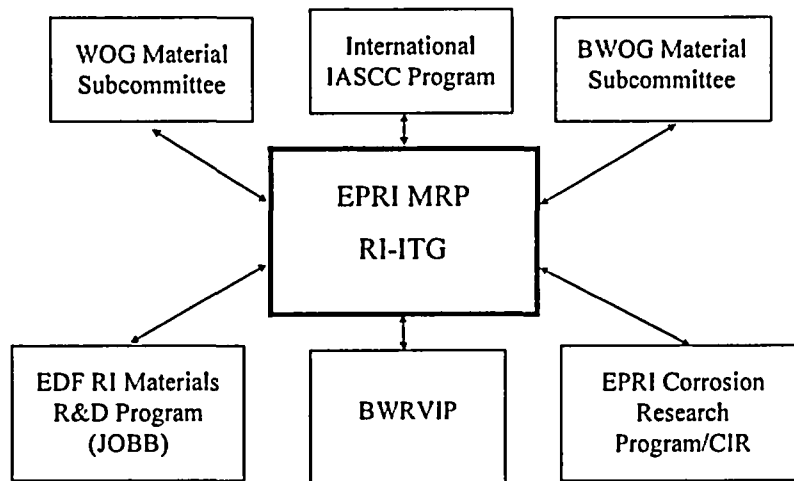 WOG Material
Subcommittee
International
IASCC Program
BWOG Material
Subcommittee
EPRI MRP
RI-ITG
EDF RI Materials
R&D Program
(JOBB)
BWRVIP
EPRI Corrosion
Research
Program/CIR